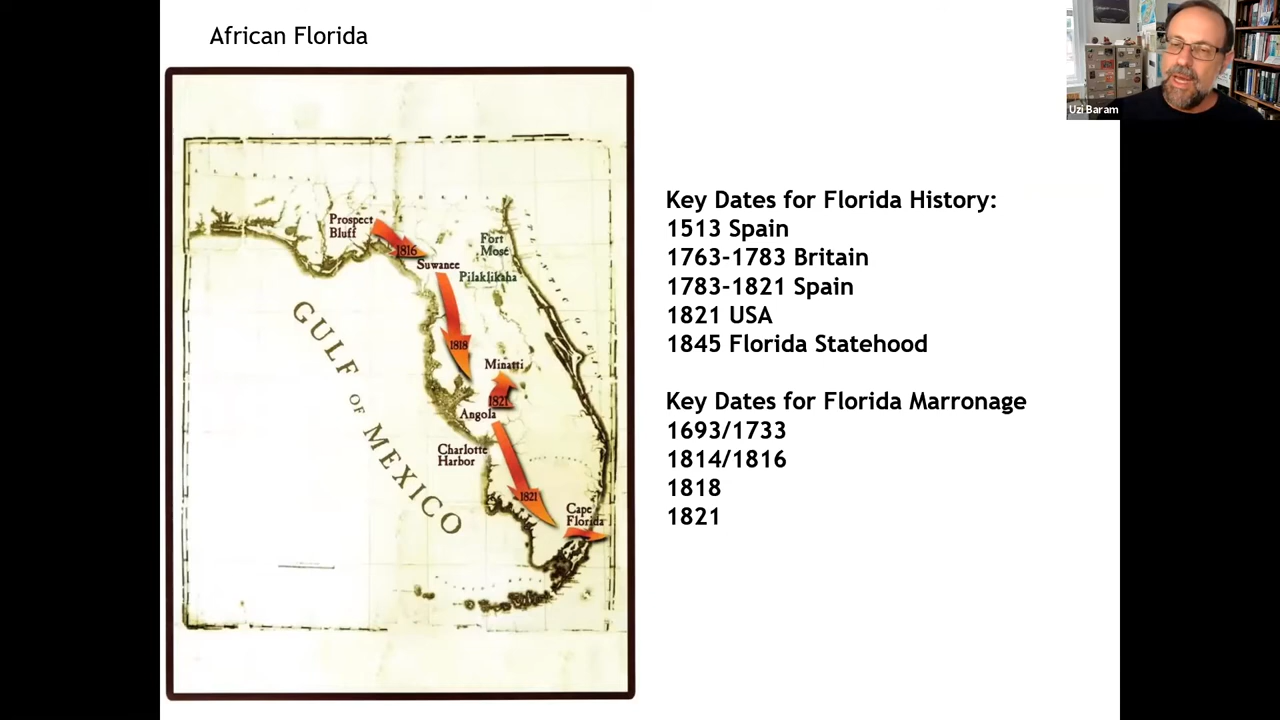 African Florida
Uzi Baram
Prospect
Bluff
1816
Suwanee
Fort
Mosé
Pilaklikaha
1818
Minatti
1821
Angola
Charlotte
Harbor
1821
Cape
Florida
GULF OF MEXICO
Key Dates for Florida History:
1513 Spain
1763-1783 Britain
1783-1821 Spain
1821 USA
1845 Florida Statehood
Key Dates for Florida Marronage
1693/1733
1814/1816
1818
1821